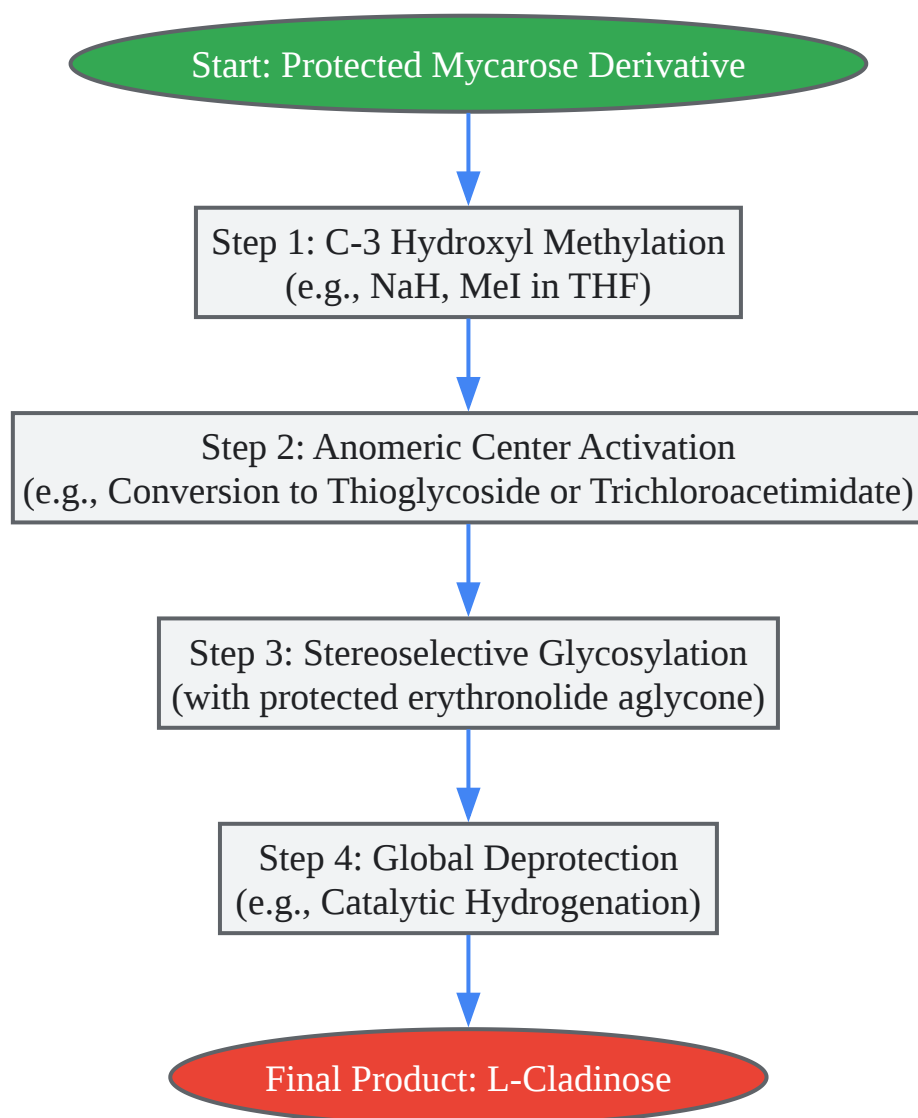 Start: Protected Mycarose Derivative
Step 1: C-3 Hydroxyl Methylation
(e.g., NaH, MeI in THF)
Step 2: Anomeric Center Activation
(e.g., Conversion to Thioglycoside or Trichloroacetimidate)
Step 3: Stereoselective Glycosylation
(with protected erythronolide aglycone)
Step 4: Global Deprotection
(e.g., Catalytic Hydrogenation)
Final Product: L-Cladinose